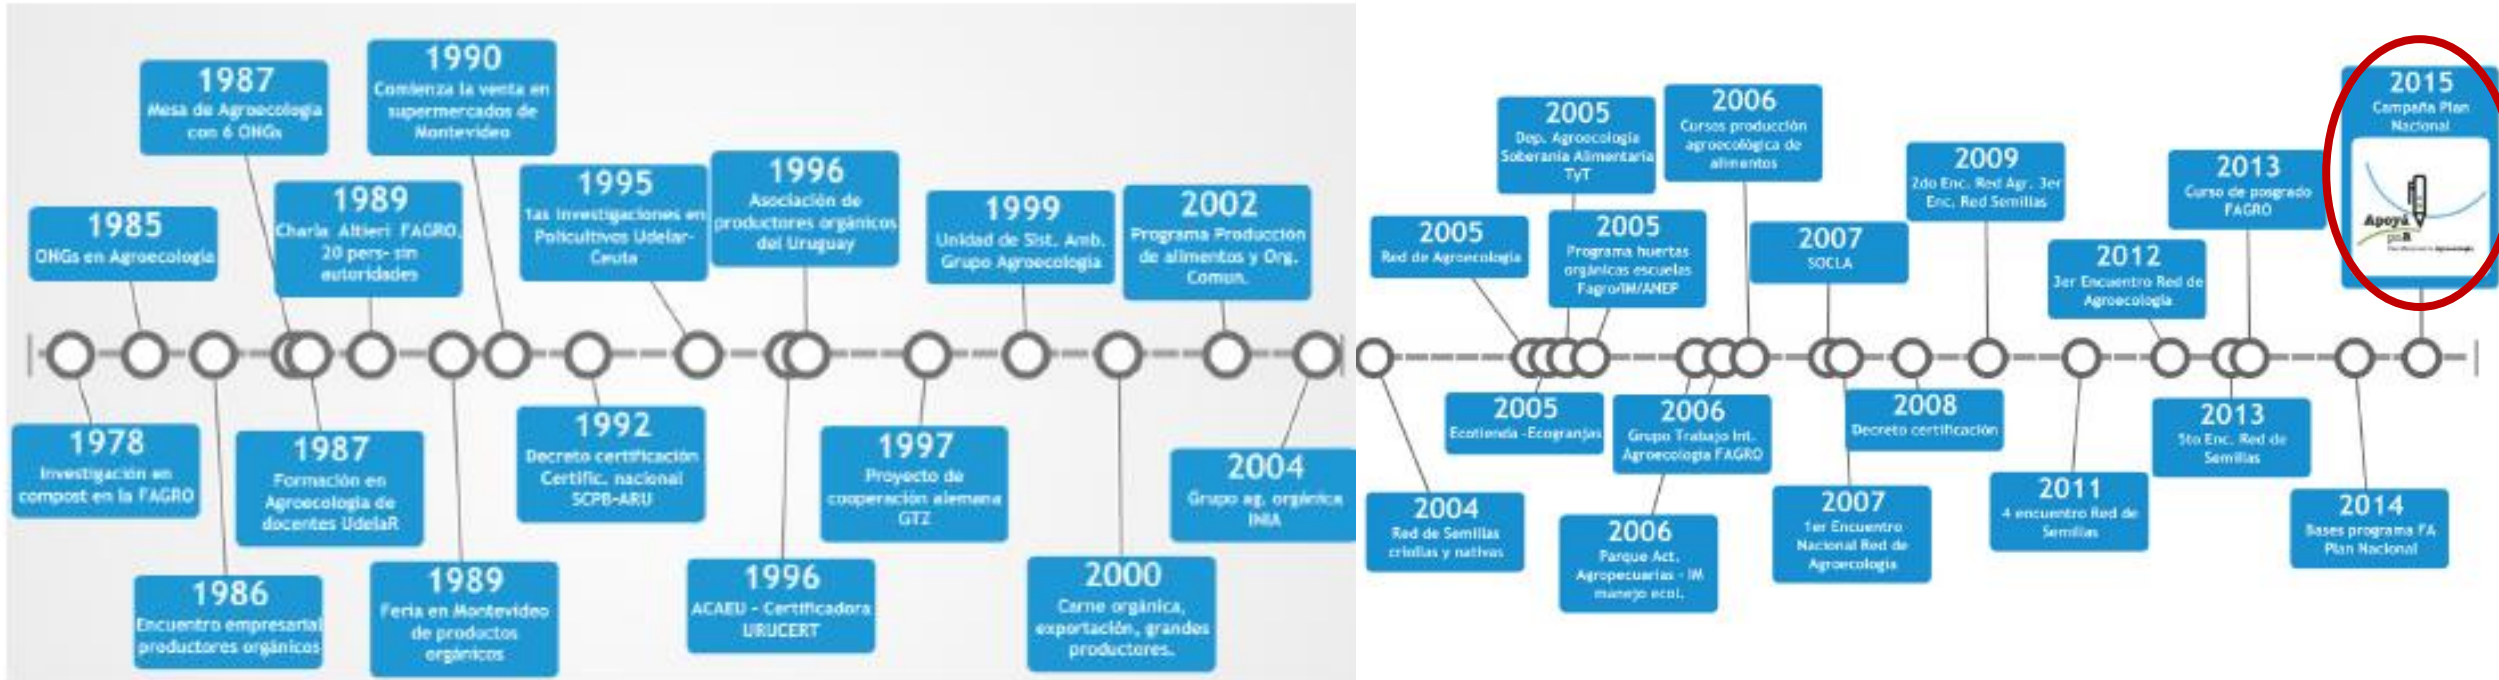 1978
Investigación en
compost en la FAGRO
1985
ONGs en Agroecología
1986
Encuentro empresarial
productores orgánicos
1987
Mesa de Agroecología
con 6 ONGs
1987
Formación en
Agroecología de
docentes UdelaR
1989
Charla Altieri FAGRO,
20 pers- sin
autoridades
1989
Feria en Montevideo
de productos
orgánicos
1990
Comienza la venta en
supermercados de
Montevideo
1992
Decreto certificación
Certific. nacional
SCPB-ARU
1995
1as investigaciones en
Policultivos Udelar-
Ceuta
1996
ACAEU - Certificadora
URUCERT
1996
Asociación de
productores orgánicos
del Uruguay
1997
Proyecto de
cooperación alemana
GTZ
1999
Unidad de Sist. Amb.
Grupo Agroecología
2000
Carne orgánica,
exportación, grandes
productores.
2002
Programa Producción
de alimentos y Org.
Comun.
2004
Grupo ag. orgánica
INIA
2004
Red de Semillas
criollas y nativas
2005
Red de Agroecología
2005
Ecotienda -Ecogranjas
2005
Dep. Agroecología
Soberanía Alimentaria
TyT
2005
Programa huertas
orgánicas escuelas
Fagro/IM/ANEP
2006
Grupo Trabajo Int.
Agroecología FAGRO
2006
Parque Act.
Agropecuarias - IM
manejo ecol.
2006
Cursos producción
agroecológica de
alimentos
2007
SOCLA
2007
1er Encuentro
Nacional Red de
Agroecología
2008
Decreto certificación
2009
2do Enc. Red Agr. 3er
Enc. Red Semillas
2011
4 encuentro Red de
Semillas
2012
3er Encuentro Red de
Agroecología
2013
5to Enc. Red de
Semillas
2013
Curso de posgrado
FAGRO
2014
Bases programa FA
Plan Nacional
2015
Campaña Plan
Nacional
Apoyá